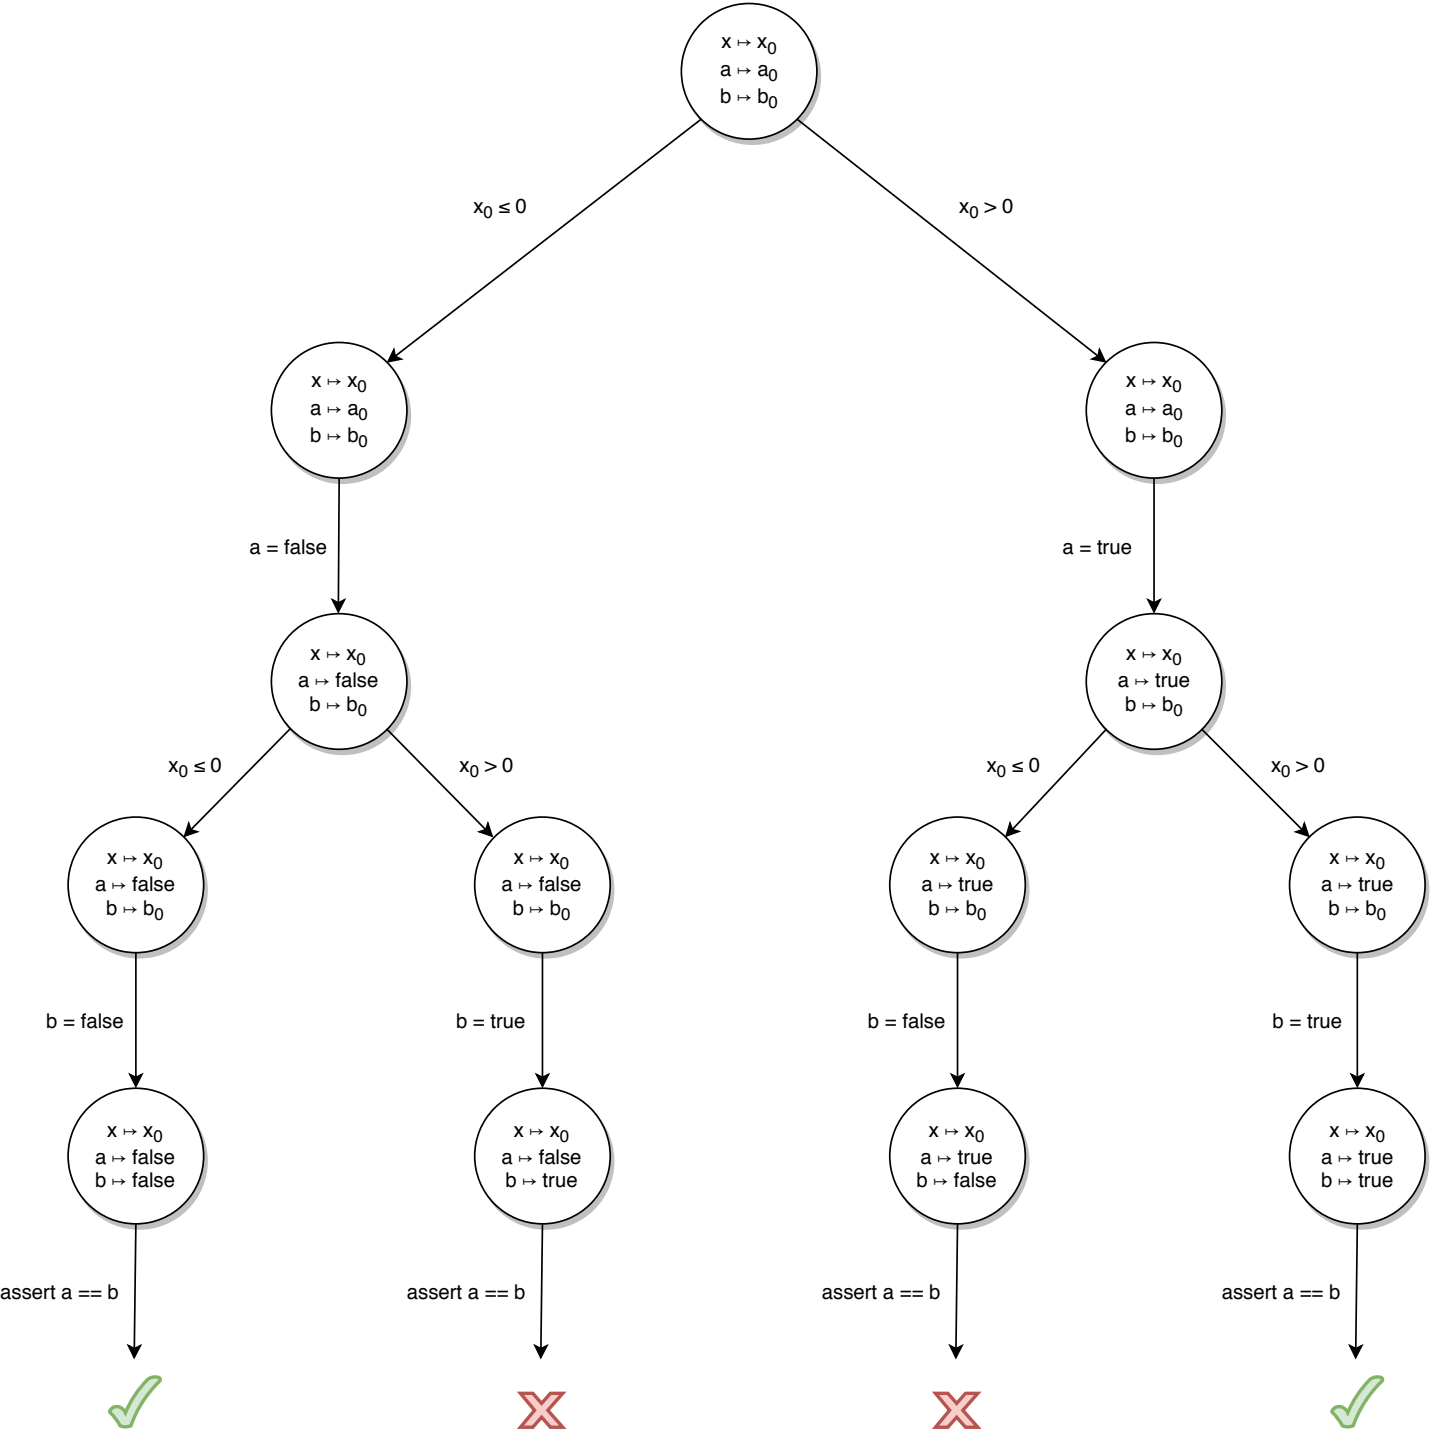 x ↦ x₀
a ↦ a₀
b ↦ b₀
x₀ ≤ 0
x₀ > 0
x ↦ x₀
a ↦ a₀
b ↦ b₀
x ↦ x₀
a ↦ a₀
b ↦ b₀
a = false
a = true
x ↦ x₀
a ↦ false
b ↦ b₀
x ↦ x₀
a ↦ true
b ↦ b₀
x₀ ≤ 0
x₀ > 0
x₀ ≤ 0
x₀ > 0
x ↦ x₀
a ↦ false
b ↦ b₀
x ↦ x₀
a ↦ false
b ↦ b₀
x ↦ x₀
a ↦ true
b ↦ b₀
x ↦ x₀
a ↦ true
b ↦ b₀
b = false
b = true
b = false
b = true
x ↦ x₀
a ↦ false
b ↦ false
x ↦ x₀
a ↦ false
b ↦ true
x ↦ x₀
a ↦ true
b ↦ false
x ↦ x₀
a ↦ true
b ↦ true
assert a == b
assert a == b
assert a == b
assert a == b